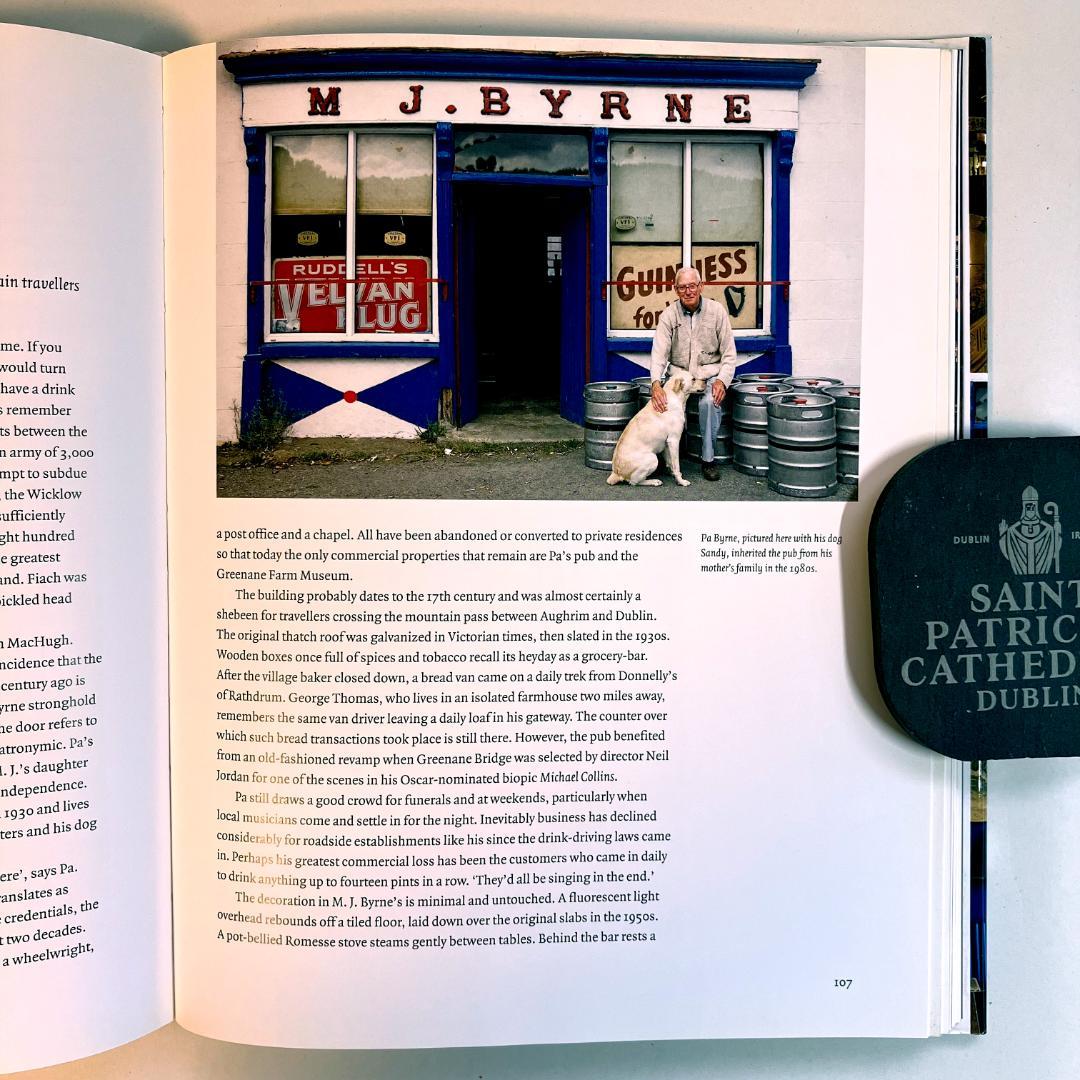 ain travellers
me. If you
would turn
have a drink
s remember
ts between the
n army of 3,000
mpt to subdue
, the Wicklow
sufficiently
ght hundred
e greatest
and. Fiach was
pickled head
n MacHugh.
incidence that the
century ago is
yrne stronghold
he door refers to
atronymic. Pa's
I. J.'s daughter
ndependence.
1930 and lives
ters and his dog
ere', says Pa.
ranslates as
credentials, the
t two decades.
a wheelwright,
M J. BYRNE
VFI
VFI
RUDDELL'S
VELVAN
PLUG
GUINNESS
for
a post office and a chapel. All have been abandoned or converted to private residences
so that today the only commercial properties that remain are Pa's pub and the
Greenane Farm Museum.
The building probably dates to the 17th century and was almost certainly a
shebeen for travellers crossing the mountain pass between Aughrim and Dublin.
The original thatch roof was galvanized in Victorian times, then slated in the 1930s.
Wooden boxes once full of spices and tobacco recall its heyday as a grocery-bar.
After the village baker closed down, a bread van came on a daily trek from Donnelly's
of Rathdrum. George Thomas, who lives in an isolated farmhouse two miles away,
remembers the same van driver leaving a daily loaf in his gateway. The counter over
which such bread transactions took place is still there. However, the pub benefited
from an old-fashioned revamp when Greenane Bridge was selected by director Neil
Jordan for one of the scenes in his Oscar-nominated biopic Michael Collins.
Pa still draws a good crowd for funerals and at weekends, particularly when
local musicians come and settle in for the night. Inevitably business has declined
considerably for roadside establishments like his since the drink-driving laws came
in. Perhaps his greatest commercial loss has been the customers who came in daily
to drink anything up to fourteen pints in a row. 'They'd all be singing in the end.'
The decoration in M. J. Byrne's is minimal and untouched. A fluorescent light
overhead rebounds off a tiled floor, laid down over the original slabs in the 1950s.
A pot-bellied Romesse stove steams gently between tables. Behind the bar rests a
Pa Byrne, pictured here with his dog
Sandy, inherited the pub from his
mother's family in the 1980s.
107
DUBLIN IR
SAINT
PATRIC
CATHED
DUBLIN